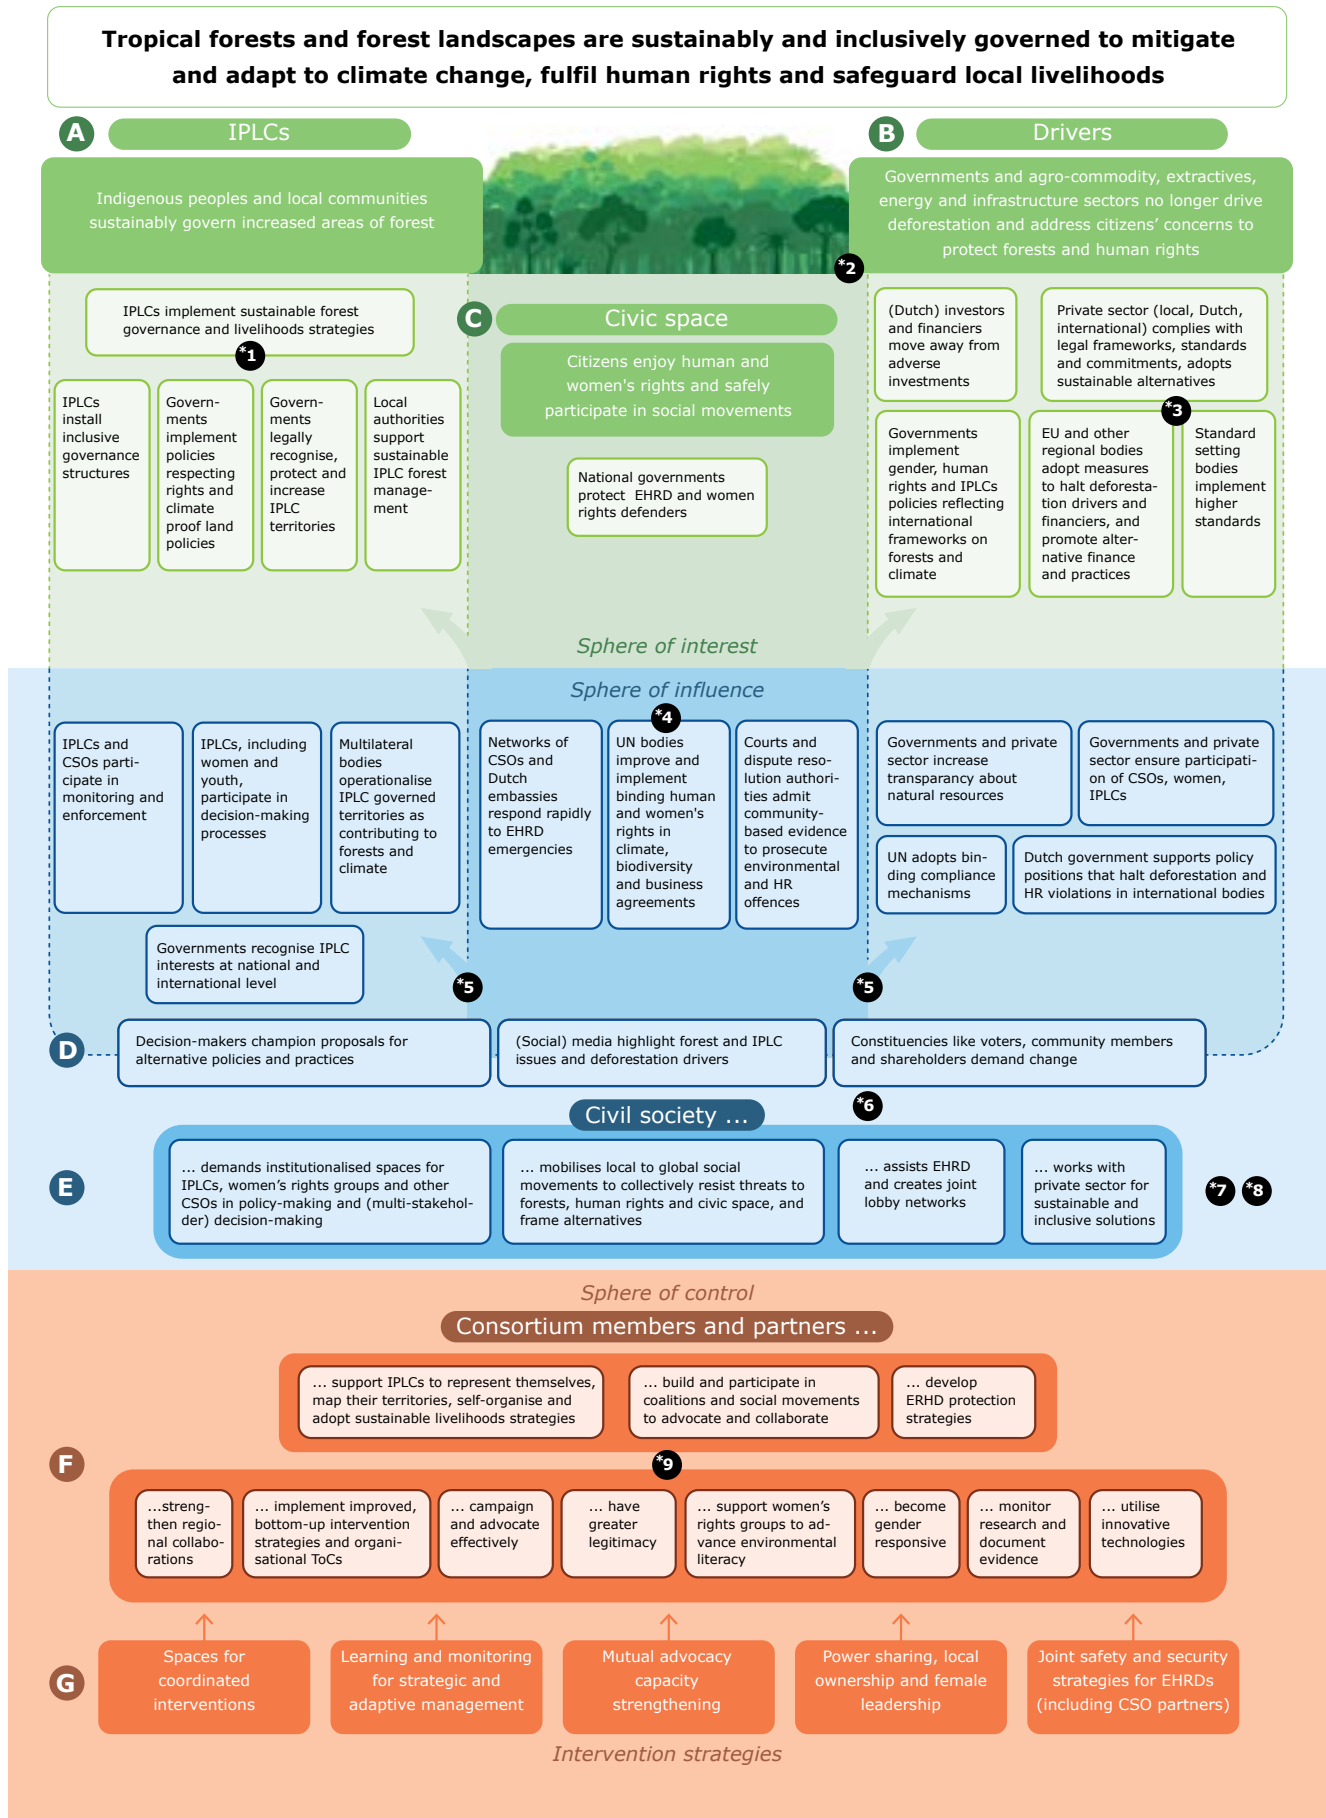 Tropical forests and forest landscapes are sustainably and inclusively governed to mitigate
and adapt to climate change, fulfil human rights and safeguard local livelihoods
A
IPLCs
Indigenous peoples and local communities
sustainably govern increased areas of forest
B
Drivers
Governments and agro-commodity, extractives,
energy and infrastructure sectors no longer drive
deforestation and address citizens’ concerns to
protect forests and human rights
*2
IPLCs implement sustainable forest
governance and livelihoods strategies
*1
IPLCs
install
inclusive
governance
structures
Govern-
ments
implement
policies
respecting
rights and
climate
proof land
policies
Govern-
ments
legally
recognise,
protect and
increase
IPLC
territories
Local
authorities
support
sustainable
IPLC forest
manage-
ment
C
Civic space
Citizens enjoy human and
women's rights and safely
participate in social movements
National governments
protect EHRD and women
rights defenders
(Dutch) investors
and financiers
move away from
adverse
investments
Private sector (local, Dutch,
international) complies with
legal frameworks, standards
and commitments, adopts
sustainable alternatives
*3
Governments
implement
gender, human
rights and IPLCs
policies reflecting
international
frameworks on
forests and
climate
EU and other
regional bodies
adopt measures
to halt deforesta-
tion drivers and
financiers, and
promote alter-
native finance
and practices
Standard
setting
bodies
implement
higher
standards
Sphere of interest
Sphere of influence
IPLCs and
CSOs parti-
cipate in
monitoring and
enforcement
IPLCs, including
women and
youth,
participate in
decision-making
processes
Multilateral
bodies
operationalise
IPLC governed
territories as
contributing to
forests and
climate
Governments recognise IPLC
interests at national and
international level
*4
Networks of
CSOs and
Dutch
embassies
respond rapidly
to EHRD
emergencies
UN bodies
improve and
implement
binding human
and women's
rights in
climate,
biodiversity
and business
agreements
Courts and
dispute reso-
lution authori-
ties admit
community-
based evidence
to prosecute
environmental
and HR
offences
Governments and private
sector increase
transparancy about
natural resources
Governments and private
sector ensure participati-
on of CSOs, women,
IPLCs
UN adopts bin-
ding compliance
mechanisms
Dutch government supports policy
positions that halt deforestation and
HR violations in international bodies
*5
*5
D
Decision-makers champion proposals for
alternative policies and practices
(Social) media highlight forest and IPLC
issues and deforestation drivers
Constituencies like voters, community members
and shareholders demand change
*6
Civil society ...
E
... demands institutionalised spaces for
IPLCs, women’s rights groups and other
CSOs in policy-making and (multi-stakehol-
der) decision-making
... mobilises local to global social
movements to collectively resist threats to
forests, human rights and civic space, and
frame alternatives
... assists EHRD
and creates joint
lobby networks
... works with
private sector for
sustainable and
inclusive solutions
*7
*8
Sphere of control
Consortium members and partners ...
... support IPLCs to represent themselves,
map their territories, self-organise and
adopt sustainable livelihoods strategies
... build and participate in
coalitions and social movements
to advocate and collaborate
... develop
ERHD protection
strategies
F
*9
...streng-
then regio-
nal collabo-
rations
... implement improved,
bottom-up intervention
strategies and organi-
sational ToCs
... campaign
and advocate
effectively
... have
greater
legitimacy
... support women’s
rights groups to ad-
vance environmental
literacy
... become
gender
responsive
... monitor
research and
document
evidence
... utilise
innovative
technologies
G
Spaces for
coordinated
interventions
Learning and monitoring
for strategic and
adaptive management
Mutual advocacy
capacity
strengthening
Power sharing, local
ownership and female
leadership
Joint safety and security
strategies for EHRDs
(including CSO partners)
Intervention strategies